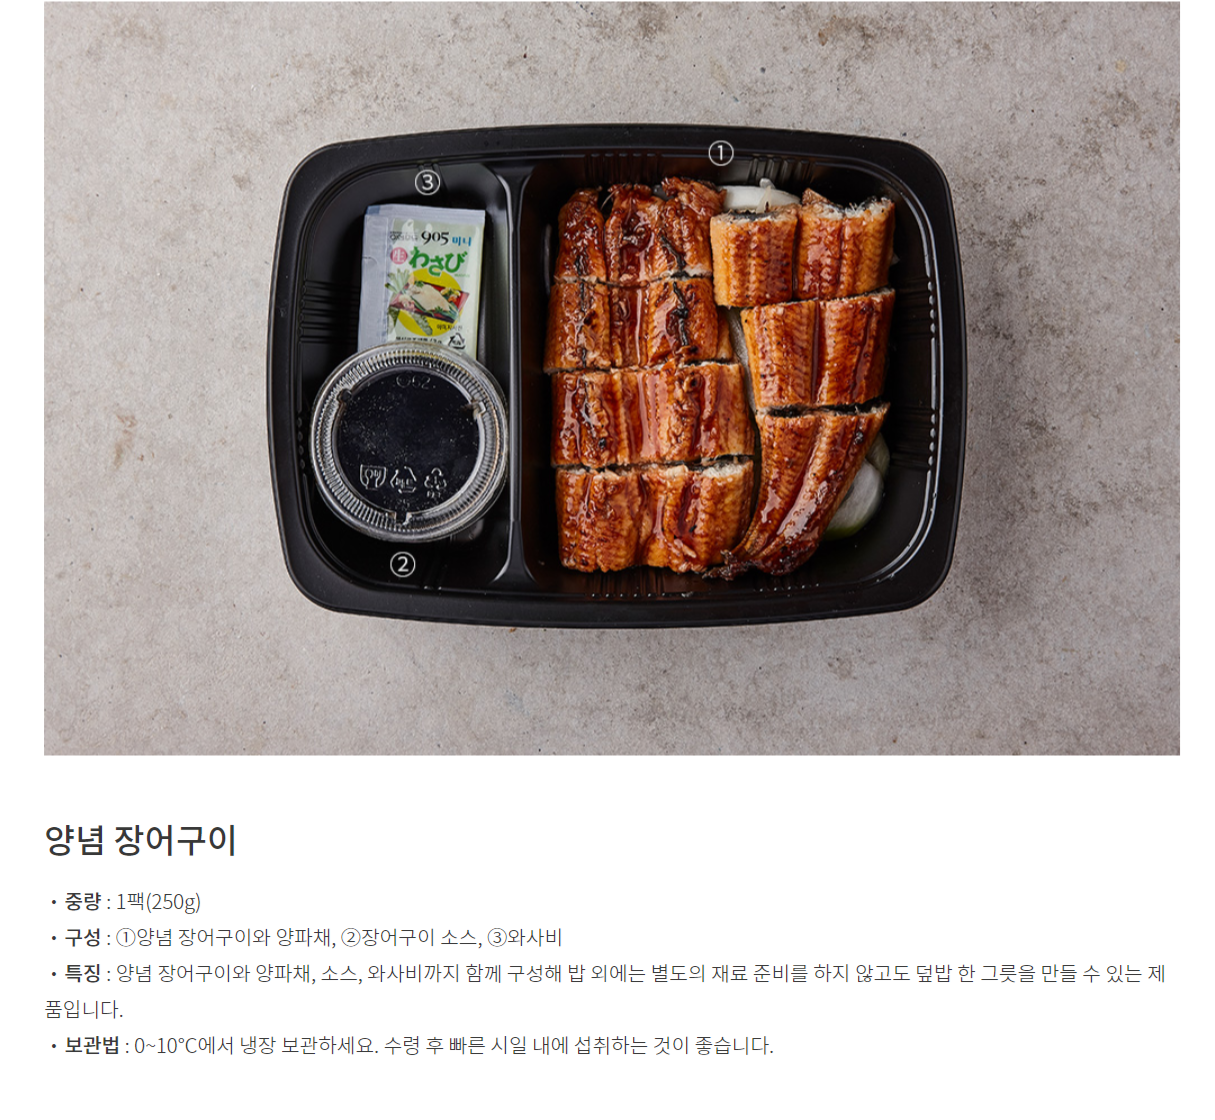 ①
③
905 미니
生 わさび
②
양념 장어구이
・중량 : 1팩(250g)
・구성 : ①양념 장어구이와 양파채, ②장어구이 소스, ③와사비
・특징 : 양념 장어구이와 양파채, 소스, 와사비까지 함께 구성해 밥 외에는 별도의 재료 준비를 하지 않고도 덮밥 한 그릇을 만들 수 있는 제
품입니다.
・보관법 : 0~10℃에서 냉장 보관하세요. 수령 후 빠른 시일 내에 섭취하는 것이 좋습니다.